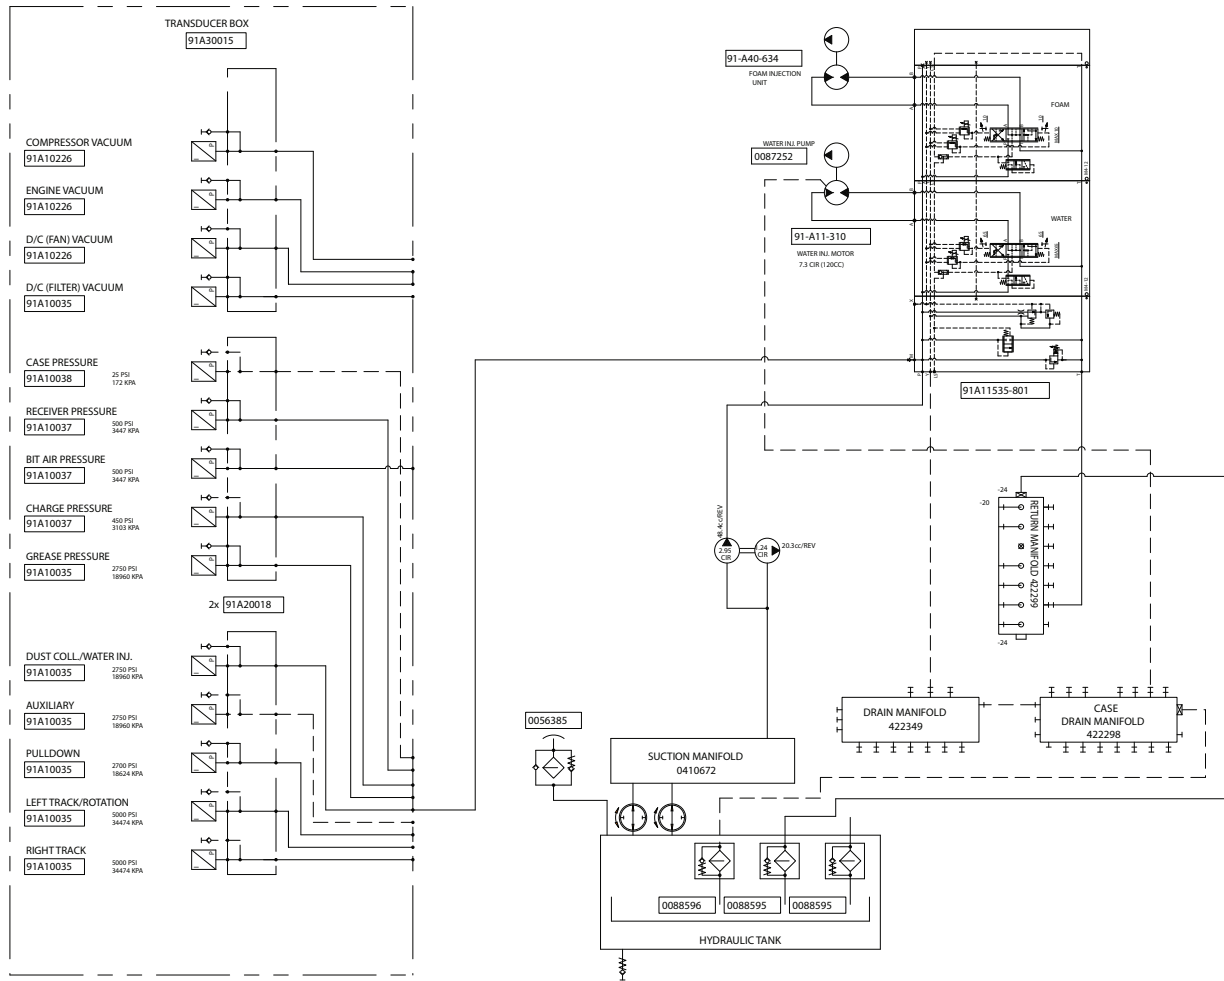 TRANSDUCER BOX
91A30015
COMPRESSOR VACUUM
91A10226
ENGINE VACUUM
91A10226
D/C (FAN) VACUUM
91A10226
D/C (FILTER) VACUUM
91A10035
CASE PRESSURE
91A10038
25 PSI
172 KPA
RECEIVER PRESSURE
91A10037
500 PSI
3447 KPA
BIT AIR PRESSURE
91A10037
500 PSI
3447 KPA
CHARGE PRESSURE
91A10037
450 PSI
3103 KPA
GREASE PRESSURE
91A10035
2750 PSI
18960 KPA
2x 91A20018
DUST COLL./WATER INJ.
91A10035
2750 PSI
18960 KPA
AUXILIARY
91A10035
2750 PSI
18960 KPA
PULLDOWN
91A10035
2700 PSI
18624 KPA
LEFT TRACK/ROTATION
91A10035
5000 PSI
34474 KPA
RIGHT TRACK
91A10035
5000 PSI
34474 KPA
91-A40-634
FOAM INJECTION
UNIT
WATER INJ. PUMP
0087252
91-A11-310
WATER INJ. MOTOR
7.3 CIR (120CC)
FOAM
WATER
91A11535-801
48.4cc/REV
2.95
CIR
1.24
CIR
20.3cc/REV
-24
-20
RETURN MANIFOLD 422299
-24
DRAIN MANIFOLD
422349
CASE
DRAIN MANIFOLD
422298
0056385
SUCTION MANIFOLD
0410672
0088596
0088595
0088595
HYDRAULIC TANK